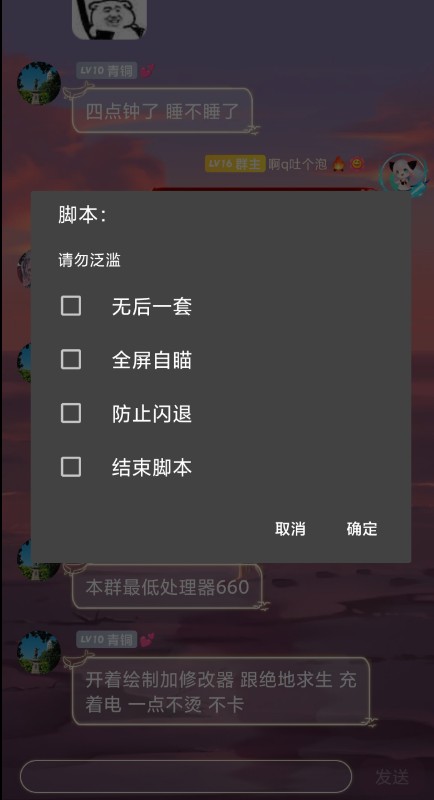 LV10 青铜
四点钟了 睡不睡了
LV16 群主 啊q吐个泡
脚本：
请勿泛滥
无后一套
全屏自瞄
防止闪退
结束脚本
取消 确定
本群最低处理器660
LV10 青铜
开着绘制加修改器 跟绝地求生 充
着电 一点不烫 不卡
发送